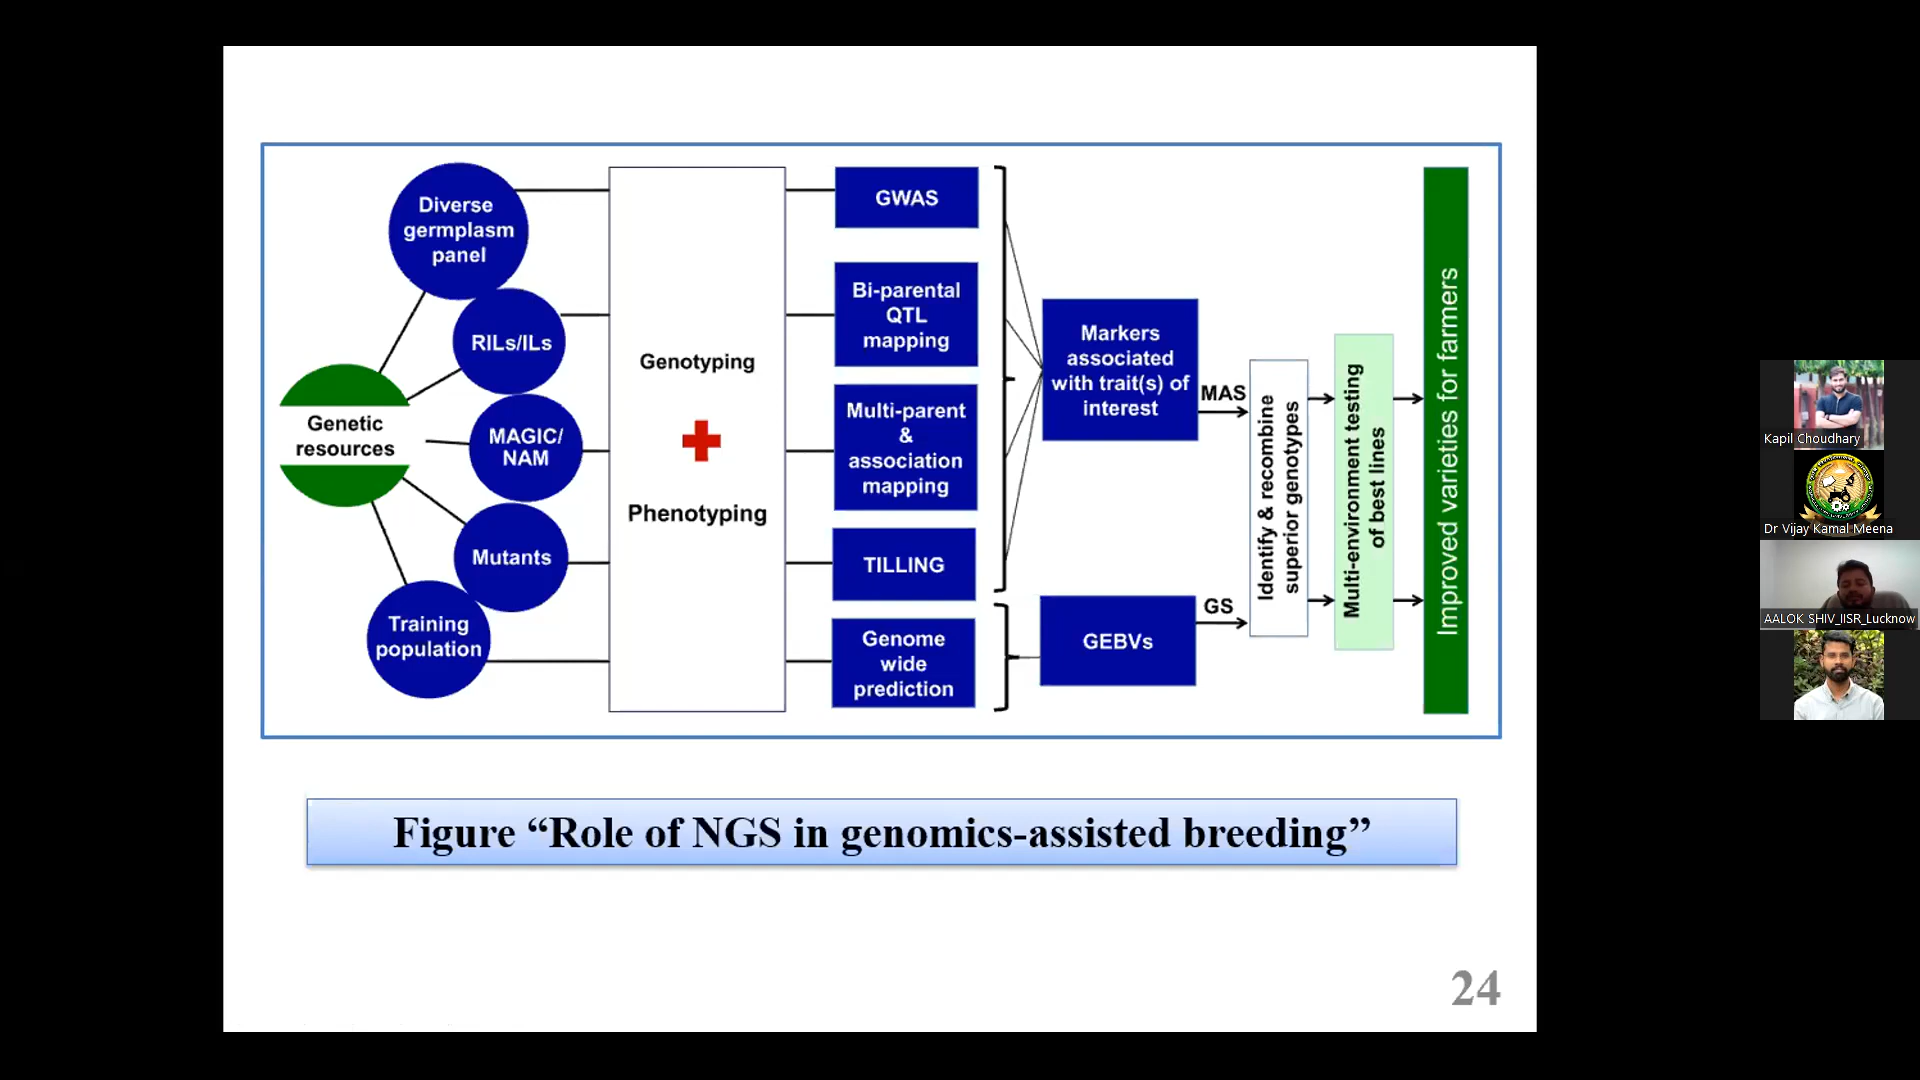 Diverse
germplasm
panel
RILs/ILs
Genetic
resources
MAGIC/
NAM
Mutants
Training
population
Genotyping
Phenotyping
GWAS
Bi-parental
QTL
mapping
Multi-parent
&
association
mapping
TILLING
Genome
wide
prediction
Markers
associated
with trait(s) of
interest
GEBVs
MAS
GS
Identify & recombine
superior genotypes
Multi-environment testing
of best lines
Improved varieties for farmers
Figure “Role of NGS in genomics-assisted breeding”
24
Kapil Choudhary
Dr Vijay Kamal Meena
AALOK SHIV_IISR_Lucknow